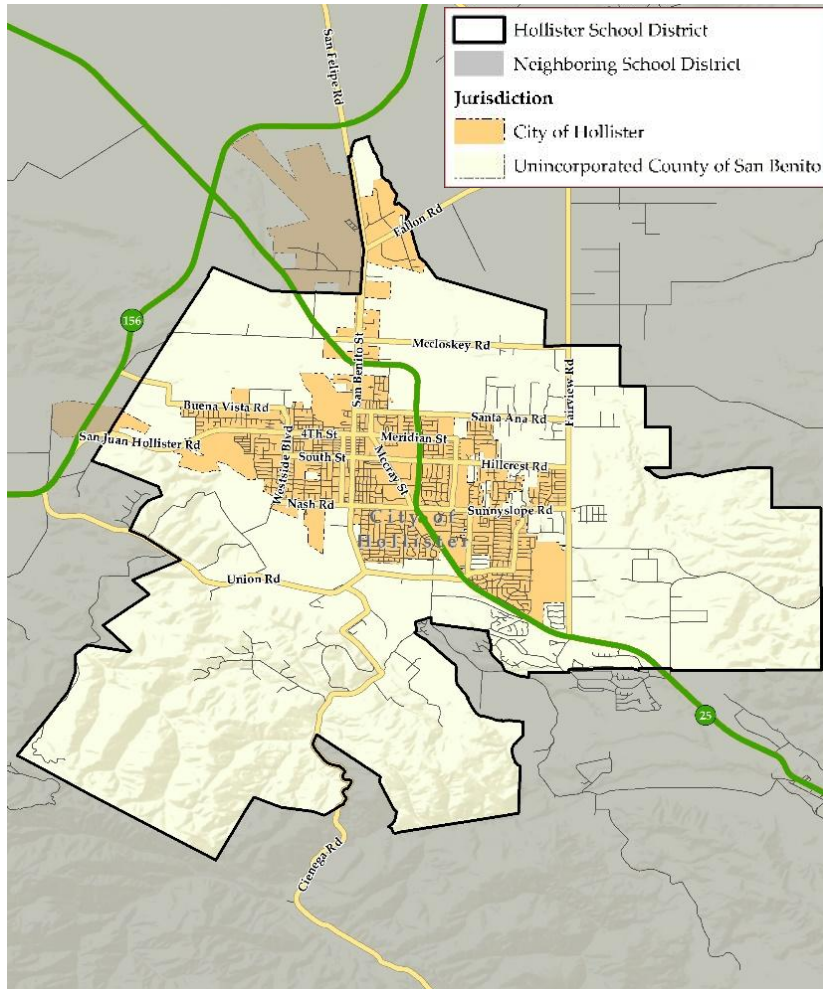 Hollister School District
Neighboring School District
Jurisdiction
City of Hollister
Unincorporated County of San Benito
San Felipe Rd
Fallon Rd
156
Mccloskey Rd
San Benito St
Fairview Rd
Buena Vista Rd
Santa Ana Rd
San Juan Hollister Rd
4Th St
Meridian St
Westside Blvd
South St
Mccray St
Hillcrest Rd
Nash Rd
Sunnyslope Rd
City of
Hollister
Union Rd
25
Cienega Rd